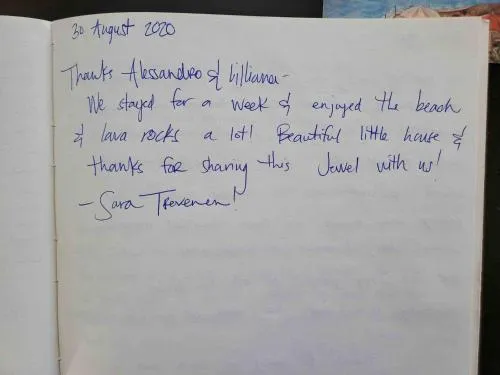 30 August 2020
Thanks Alessandro & Lilliana -
We stayed for a week & enjoyed the beach
& lava rocks a lot! Beautiful little house &
thanks for sharing this Jewel with us!
- Sara